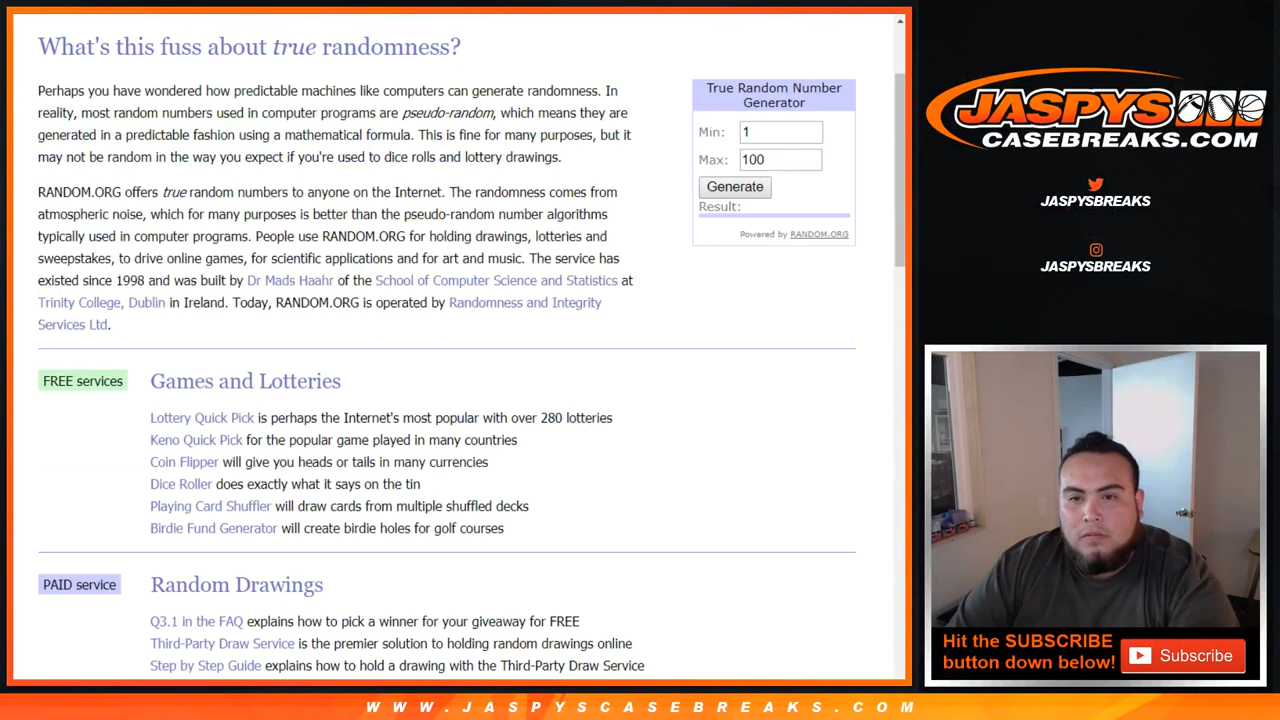 What's this fuss about true randomness?
Perhaps you have wondered how predictable machines like computers can generate randomness. In
reality, most random numbers used in computer programs are pseudo-random, which means they are
generated in a predictable fashion using a mathematical formula. This is fine for many purposes, but it
may not be random in the way you expect if you're used to dice rolls and lottery drawings.
RANDOM.ORG offers true random numbers to anyone on the Internet. The randomness comes from
atmospheric noise, which for many purposes is better than the pseudo-random number algorithms
typically used in computer programs. People use RANDOM.ORG for holding drawings, lotteries and
sweepstakes, to drive online games, for scientific applications and for art and music. The service has
existed since 1998 and was built by Dr Mads Haahr of the School of Computer Science and Statistics at
Trinity College, Dublin in Ireland. Today, RANDOM.ORG is operated by Randomness and Integrity
Services Ltd.
True Random Number
Generator
Min: 1
Max: 100
Generate
Result:
Powered by RANDOM.ORG
FREE services
Games and Lotteries
Lottery Quick Pick is perhaps the Internet's most popular with over 280 lotteries
Keno Quick Pick for the popular game played in many countries
Coin Flipper will give you heads or tails in many currencies
Dice Roller does exactly what it says on the tin
Playing Card Shuffler will draw cards from multiple shuffled decks
Birdie Fund Generator will create birdie holes for golf courses
PAID service
Random Drawings
Q3.1 in the FAQ explains how to pick a winner for your giveaway for FREE
Third-Party Draw Service is the premier solution to holding random drawings online
Step by Step Guide explains how to hold a drawing with the Third-Party Draw Service
JASPYS
CASEBREAKS.COM
JASPYSBREAKS
JASPYSBREAKS
Hit the SUBSCRIBE
button down below!
Subscribe
WWW.JASPYSCASEBREAKS.COM